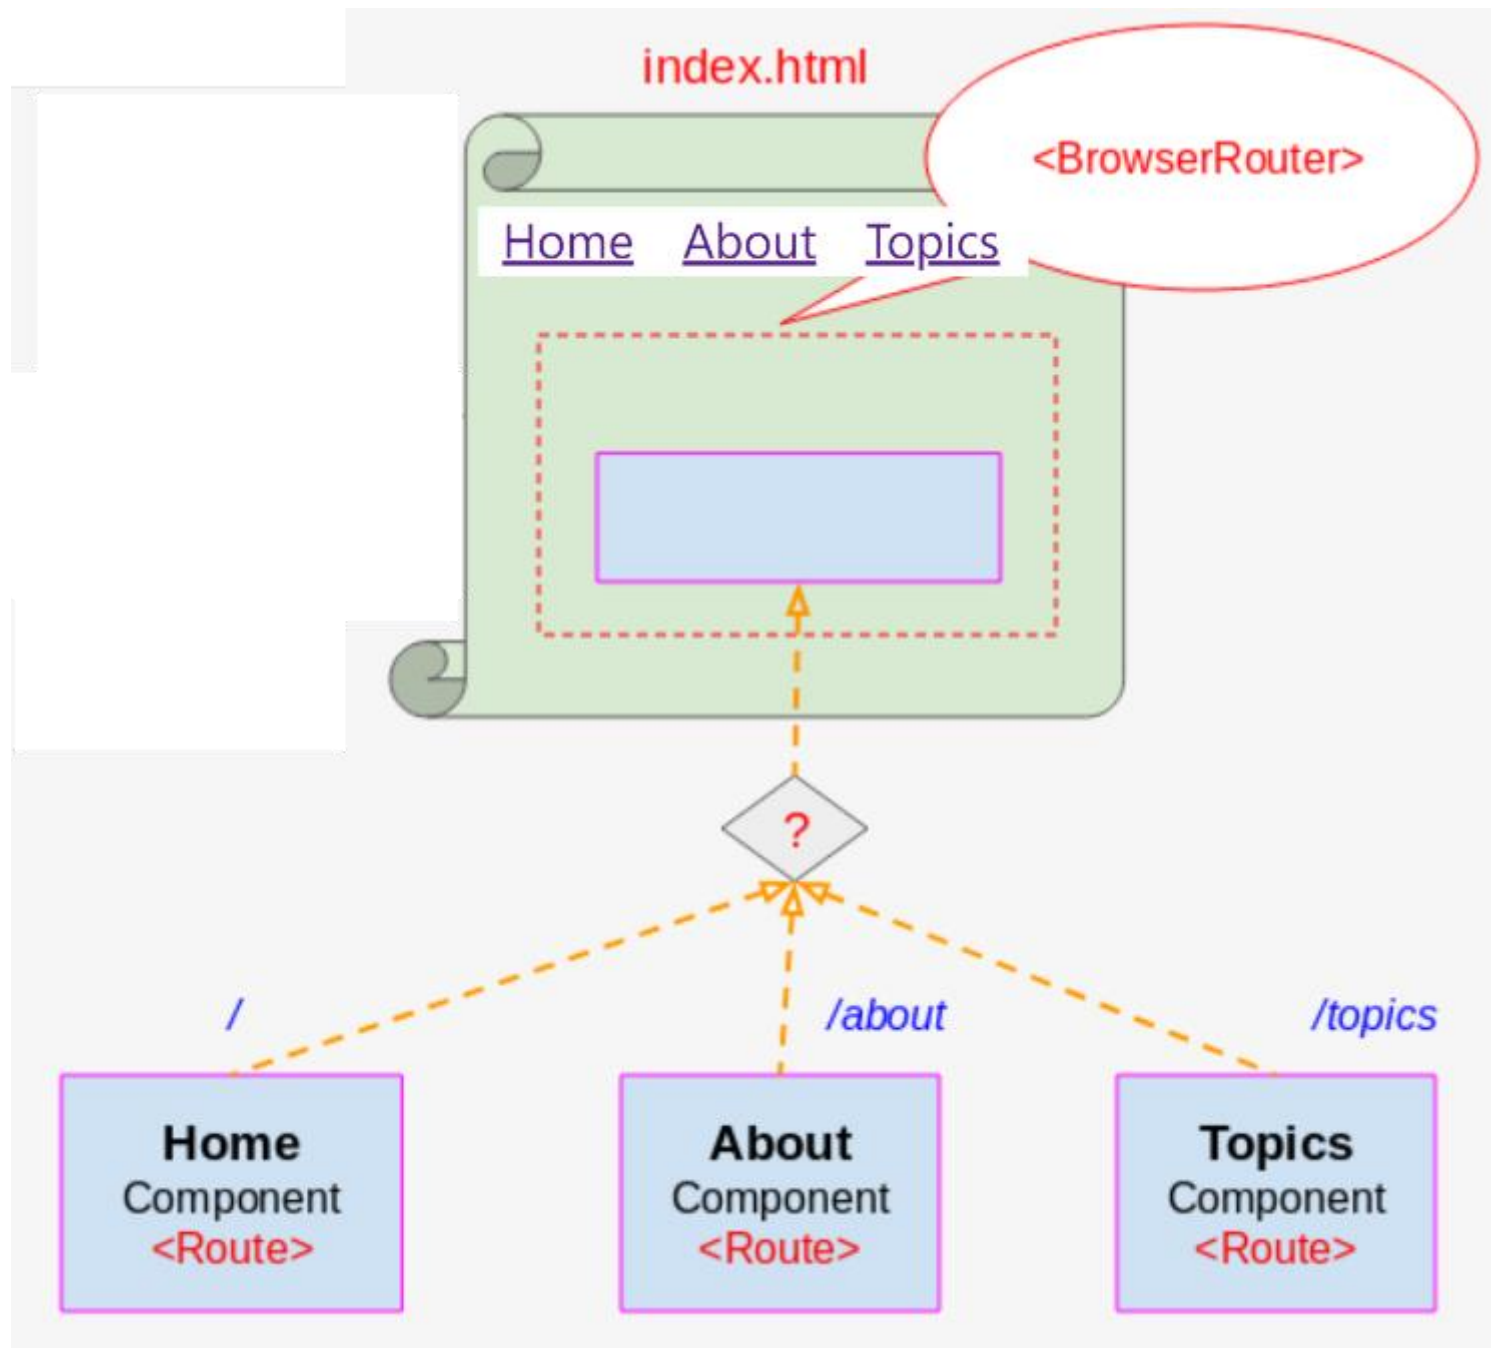 index.html
<BrowserRouter>
Home About Topics
?
/ /about /topics
Home
Component
<Route>
About
Component
<Route>
Topics
Component
<Route>